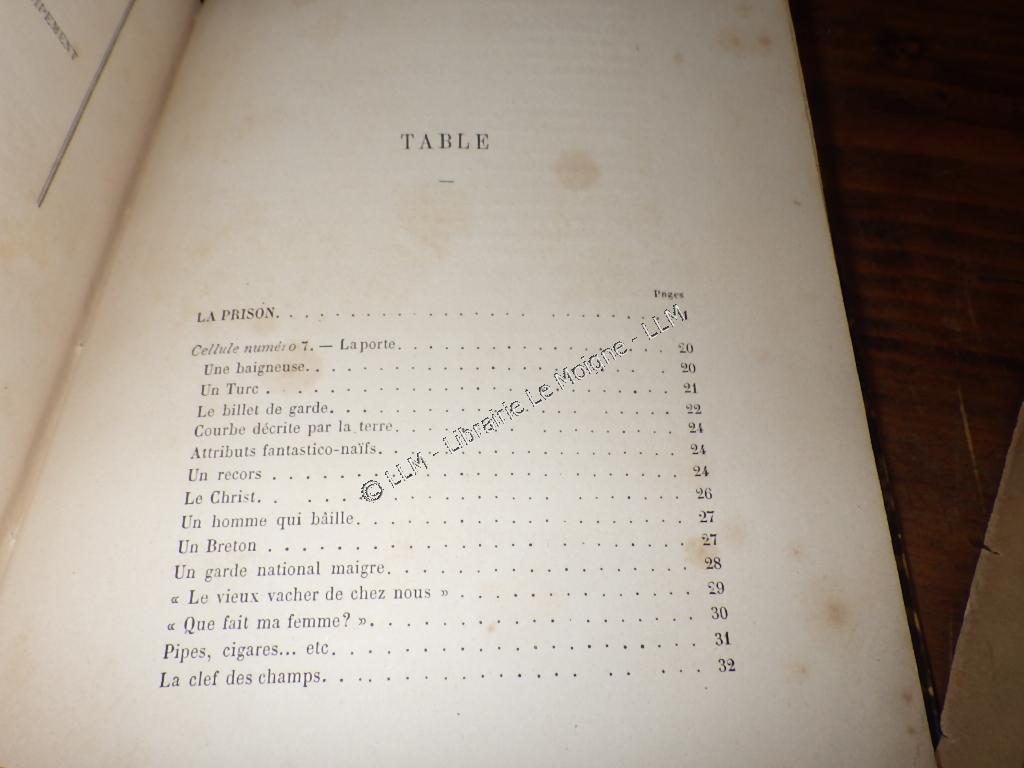 TABLE
Pages
LA PRISON. . . . . . . . . . . . . . . . . . 1
Cellule numéro 7. — La porte. . . . . . . . . . . . . . 20
Une baigneuse. . . . . . . . . . . . . . . . . 20
Un Turc . . . . . . . . . . . . . . . . . . . 21
Le billet de garde. . . . . . . . . . . . . . . . 22
Courbe décrite par la terre. . . . . . . . . . . . . 24
Attributs fantastico-naïfs. . . . . . . . . . . . . . 24
Un recors . . . . . . . . . . . . . . . . . . 24
Le Christ. . . . . . . . . . . . . . . . . . . 26
Un homme qui bâille. . . . . . . . . . . . . . . . 27
Un Breton . . . . . . . . . . . . . . . . . . 27
Un garde national maigre. . . . . . . . . . . . . . 28
« Le vieux vacher de chez nous » . . . . . . . . . . . 29
« Que fait ma femme? ». . . . . . . . . . . . . . . 30
Pipes, cigares... etc. . . . . . . . . . . . . . . . 31
La clef des champs. . . . . . . . . . . . . . . . 32
© LLM - Librairie Le Moigne - LLM